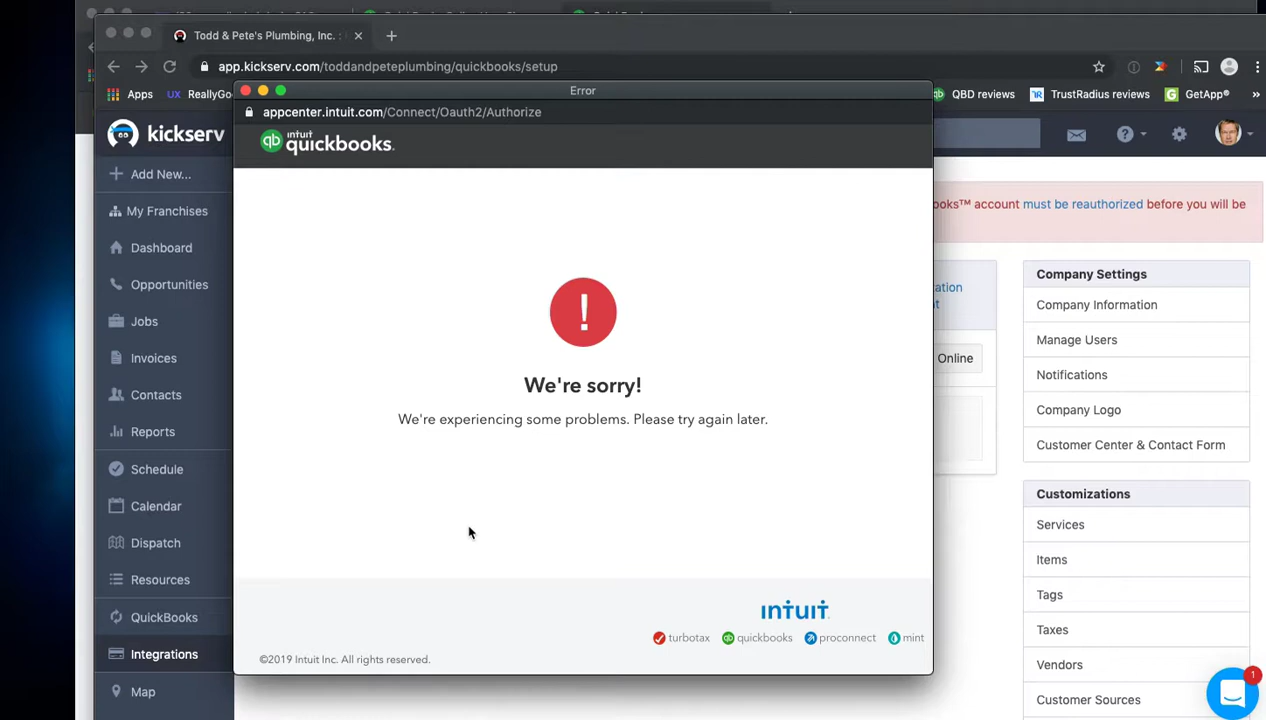 Todd & Pete's Plumbing, Inc. :
app.kickserv.com/toddandpeteplumbing/quickbooks/setup
Apps
UX ReallyGo
QBD reviews
TrustRadius reviews
GetApp®
»
Error
appcenter.intuit.com/Connect/Oauth2/Authorize
intuit
quickbooks.
kickserv
Add New...
My Franchises
Dashboard
Opportunities
Jobs
Invoices
Contacts
Reports
Schedule
Calendar
Dispatch
Resources
QuickBooks
Integrations
Map
!
We're sorry!
We're experiencing some problems. Please try again later.
intuit
turbotax quickbooks proconnect mint
©2019 Intuit Inc. All rights reserved.
ooks™ account must be reauthorized before you will be
ation
t
Online
Company Settings
Company Information
Manage Users
Notifications
Company Logo
Customer Center & Contact Form
Customizations
Services
Items
Tags
Taxes
Vendors
Customer Sources
1